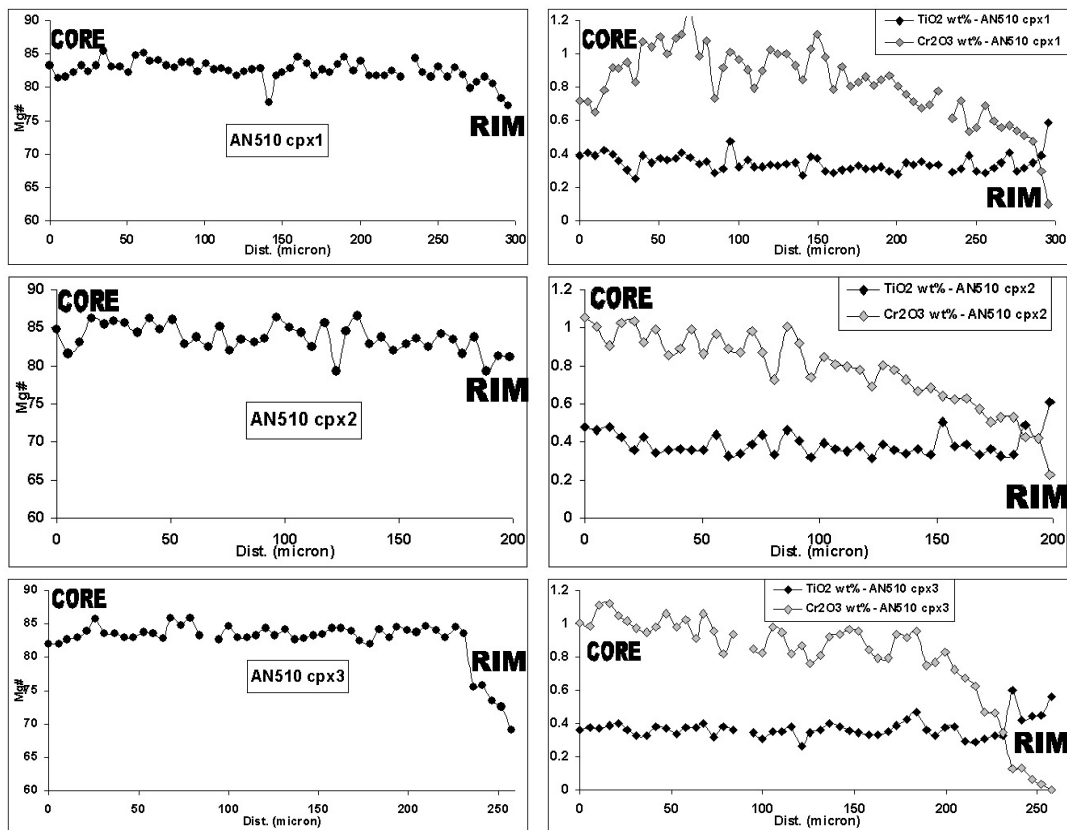 90
85
80
75
70
65
60
Mg#
CORE
RIM
AN510 cpx1
0 50 100 150 200 250 300
Dist. (micron)
TiO2 wt% - AN510 cpx1
Cr2O3 wt% - AN510 cpx1
1.2
1
0.8
0.6
0.4
0.2
0
RIM
0 50 100 150 200 250 300
Dist. (micron)
90
85
80
75
70
65
60
Mg#
CORE
RIM
AN510 cpx2
0 50 100 150 200
Dist. (micron)
TiO2 wt% - AN510 cpx2
Cr2O3 wt% - AN510 cpx2
1.2
1
0.8
0.6
0.4
0.2
0
CORE
RIM
0 50 100 150 200
Dist. (micron)
90
85
80
75
70
65
60
Mg#
CORE
RIM
AN510 cpx3
0 50 100 150 200 250
Dist. (micron)
TiO2 wt% - AN510 cpx3
Cr2O3 wt% - AN510 cpx3
1.2
1
0.8
0.6
0.4
0.2
0
CORE
RIM
0 50 100 150 200 250
Dist. (micron)